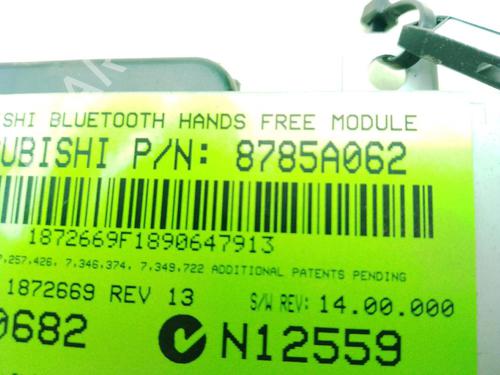 SHI BLUETOOTH HANDS FREE MODULE
UBISHI P/N: 8785A062
1872669F1890647913
,257,426, 7,346,374, 7,349,722 ADDITIONAL PATENTS PENDING
1872669 REV 13 S/W REV: 14.00.000
0682 N12559